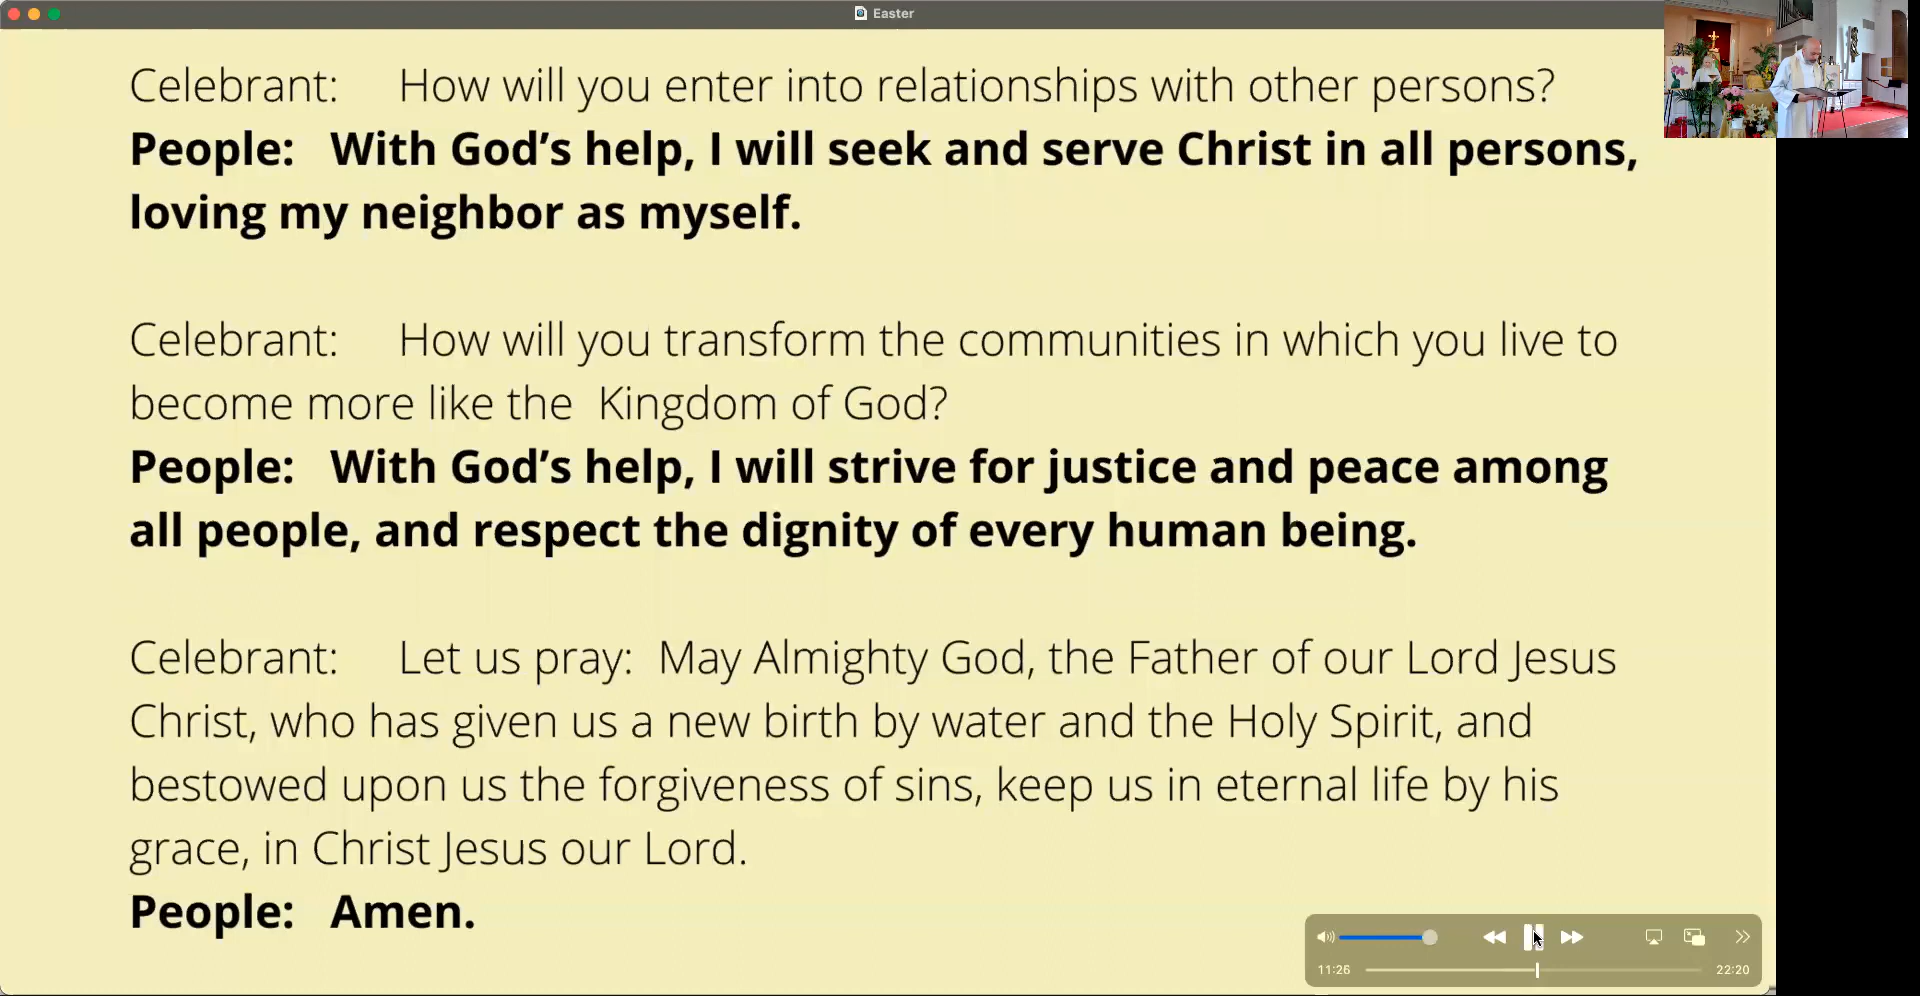 Easter
Celebrant: How will you enter into relationships with other persons?
People: With God’s help, I will seek and serve Christ in all persons,
loving my neighbor as myself.
Celebrant: How will you transform the communities in which you live to
become more like the Kingdom of God?
People: With God’s help, I will strive for justice and peace among
all people, and respect the dignity of every human being.
Celebrant: Let us pray: May Almighty God, the Father of our Lord Jesus
Christ, who has given us a new birth by water and the Holy Spirit, and
bestowed upon us the forgiveness of sins, keep us in eternal life by his
grace, in Christ Jesus our Lord.
People: Amen.
11:26 22:20